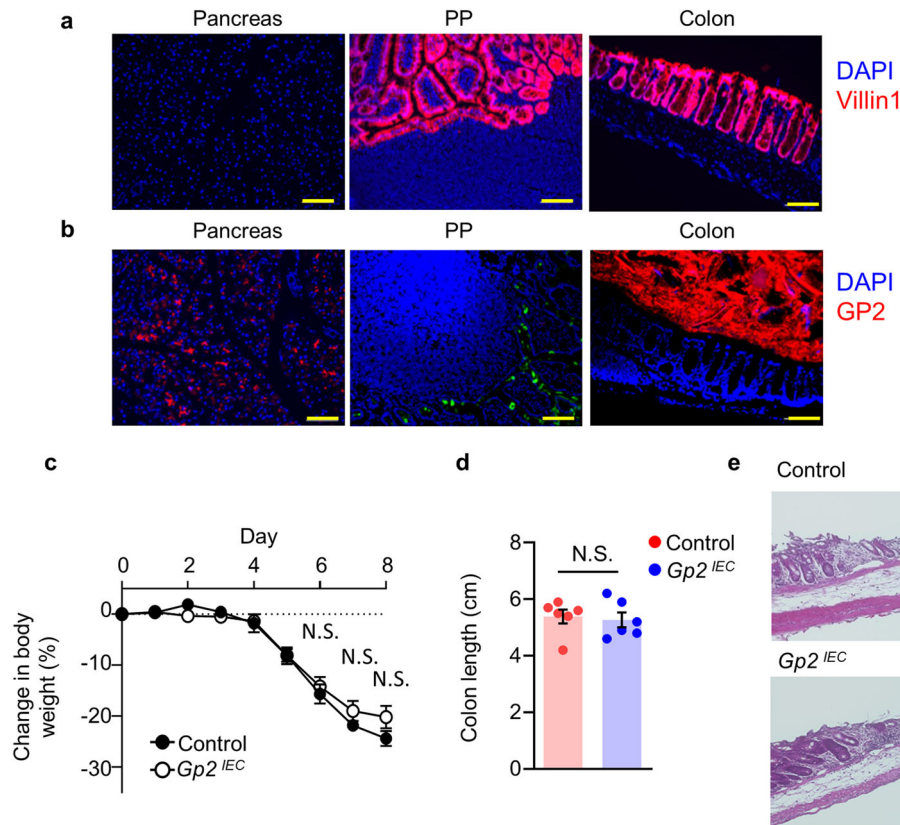 a
Pancreas
PP
Colon
DAPI
Villin1
b
Pancreas
PP
Colon
DAPI
GP2
c
Day
0 2 4 6 8
0
-10
-20
-30
Change in body
weight (%)
N.S.
N.S.
N.S.
Control
Gp2 IEC
d
8
6
4
2
0
Colon length (cm)
N.S.
Control
Gp2 IEC
e
Control
Gp2 IEC